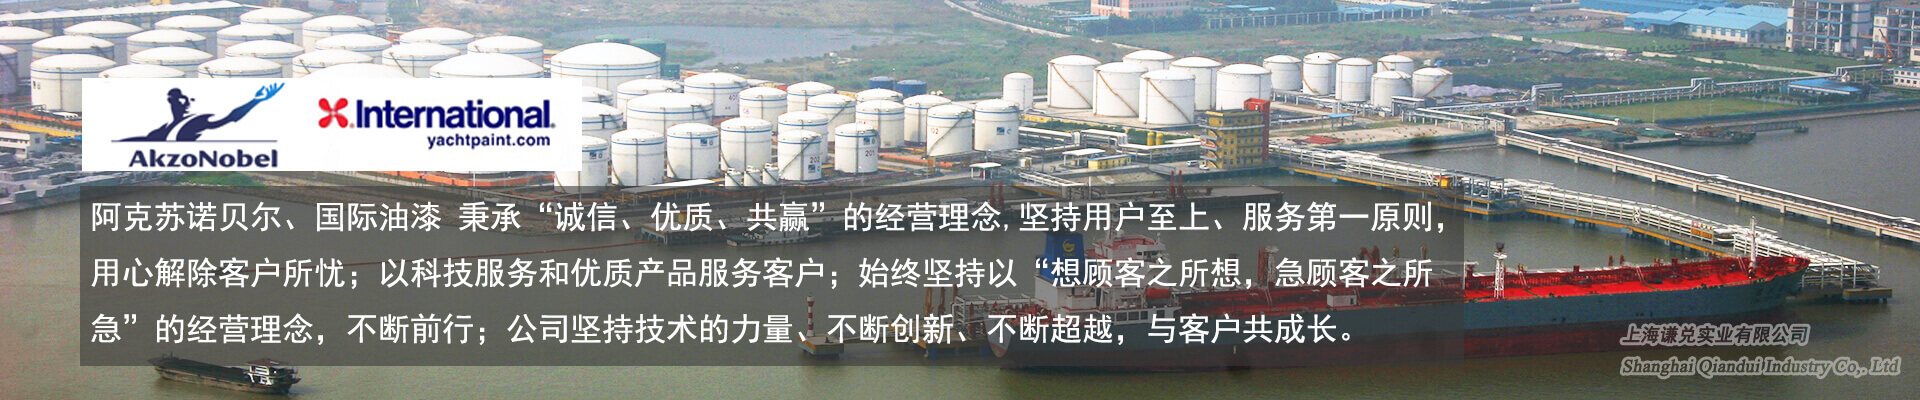 AkzoNobel
International.
yachtpaint.com
阿克苏诺贝尔、国际油漆 秉承“诚信、优质、共赢”的经营理念,坚持用户至上、服务第一原则，
用心解除客户所忧；以科技服务和优质产品服务客户；始终坚持以“想顾客之所想，急顾客之所
急”的经营理念，不断前行；公司坚持技术的力量、不断创新、不断超越，与客户共成长。
上海谦兑实业有限公司
Shanghai Qiandui Industry Co,. Ltd